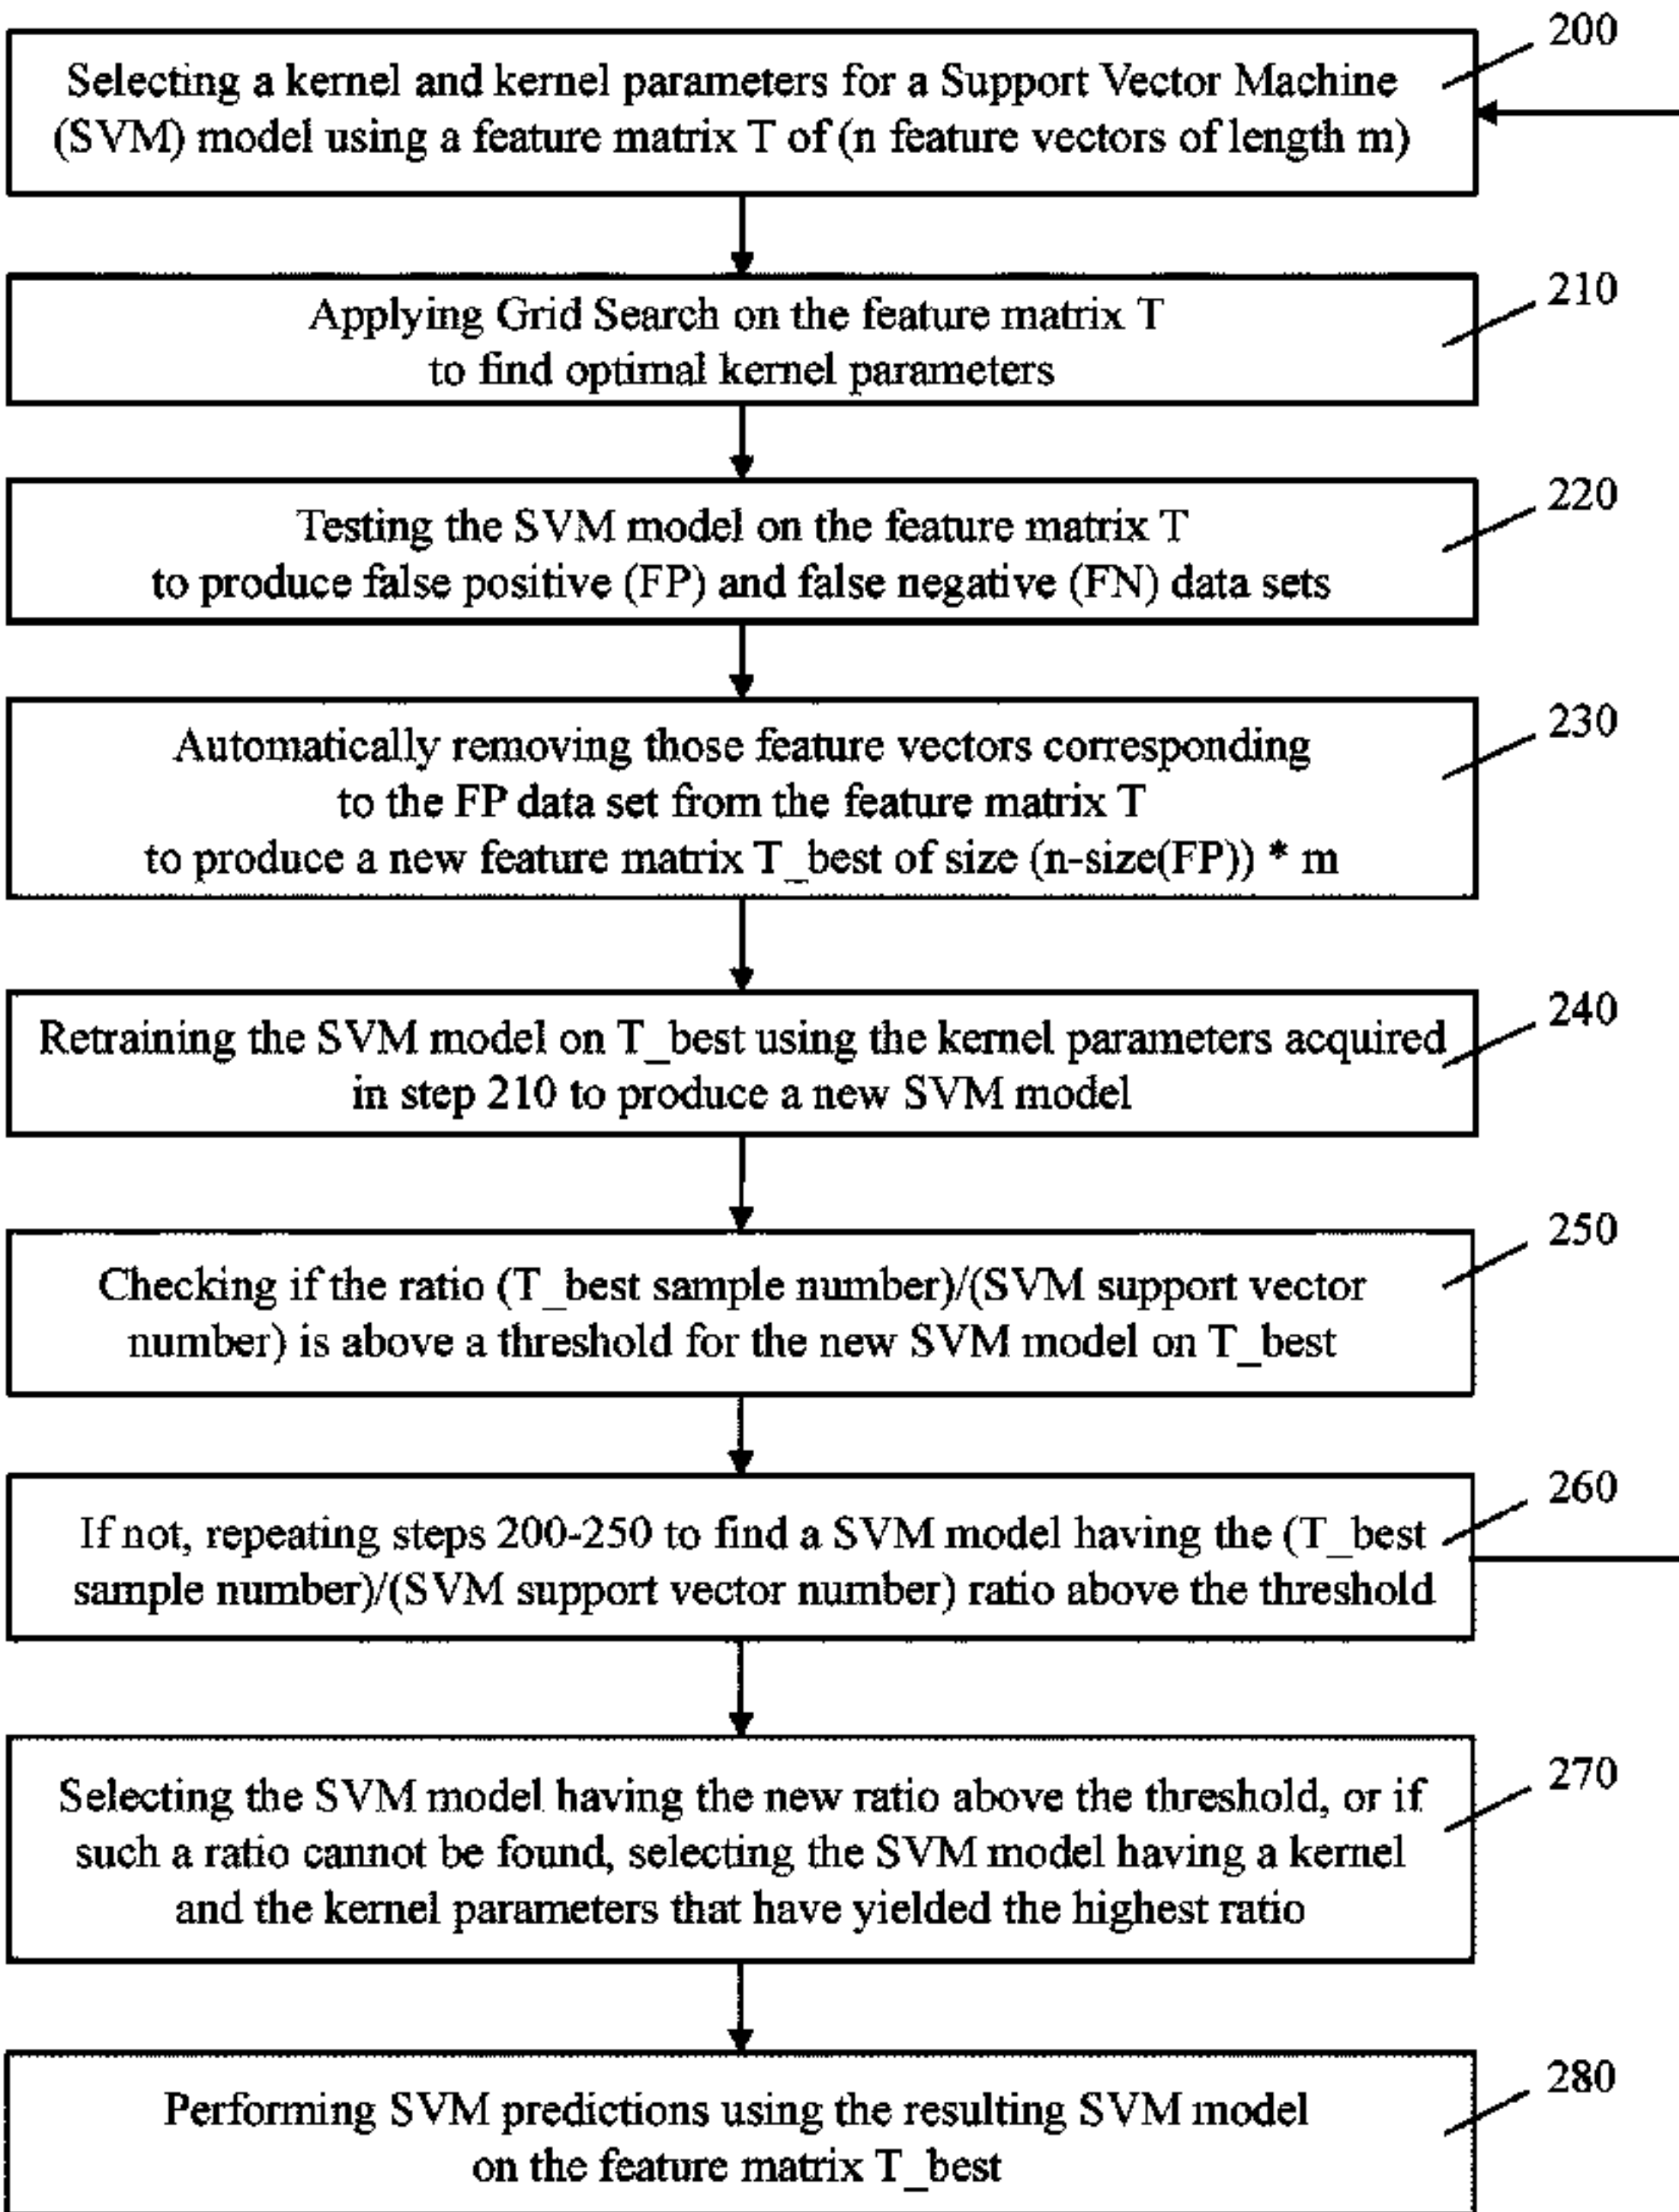 200
Selecting a kernel and kernel parameters for a Support Vector Machine
(SVM) model using a feature matrix T of (n feature vectors of length m)
210
Applying Grid Search on the feature matrix T
to find optimal kernel parameters
220
Testing the SVM model on the feature matrix T
to produce false positive (FP) and false negative (FN) data sets
230
Automatically removing those feature vectors corresponding
to the FP data set from the feature matrix T
to produce a new feature matrix T_best of size (n-size(FP)) * m
240
Retraining the SVM model on T_best using the kernel parameters acquired
in step 210 to produce a new SVM model
250
Checking if the ratio (T_best sample number)/(SVM support vector
number) is above a threshold for the new SVM model on T_best
260
If not, repeating steps 200-250 to find a SVM model having the (T_best
sample number)/(SVM support vector number) ratio above the threshold
270
Selecting the SVM model having the new ratio above the threshold, or if
such a ratio cannot be found, selecting the SVM model having a kernel
and the kernel parameters that have yielded the highest ratio
280
Performing SVM predictions using the resulting SVM model
on the feature matrix T_best